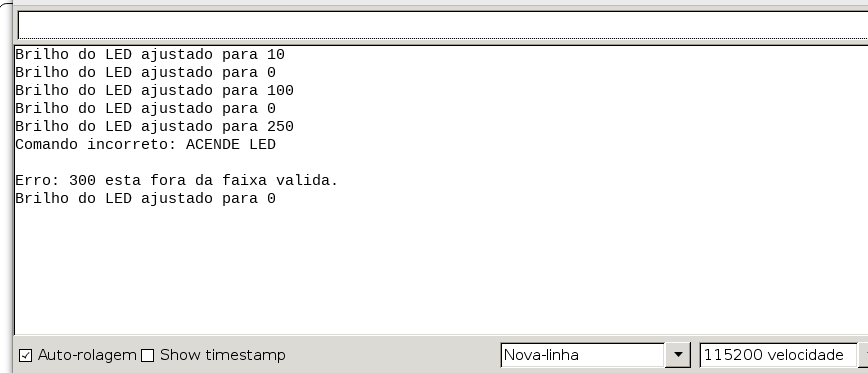 Brilho do LED ajustado para 10
Brilho do LED ajustado para 0
Brilho do LED ajustado para 100
Brilho do LED ajustado para 0
Brilho do LED ajustado para 250
Comando incorreto: ACENDE LED
Erro: 300 esta fora da faixa valida.
Brilho do LED ajustado para 0
Auto-rolagem Show timestamp Nova-linha 115200 velocidade